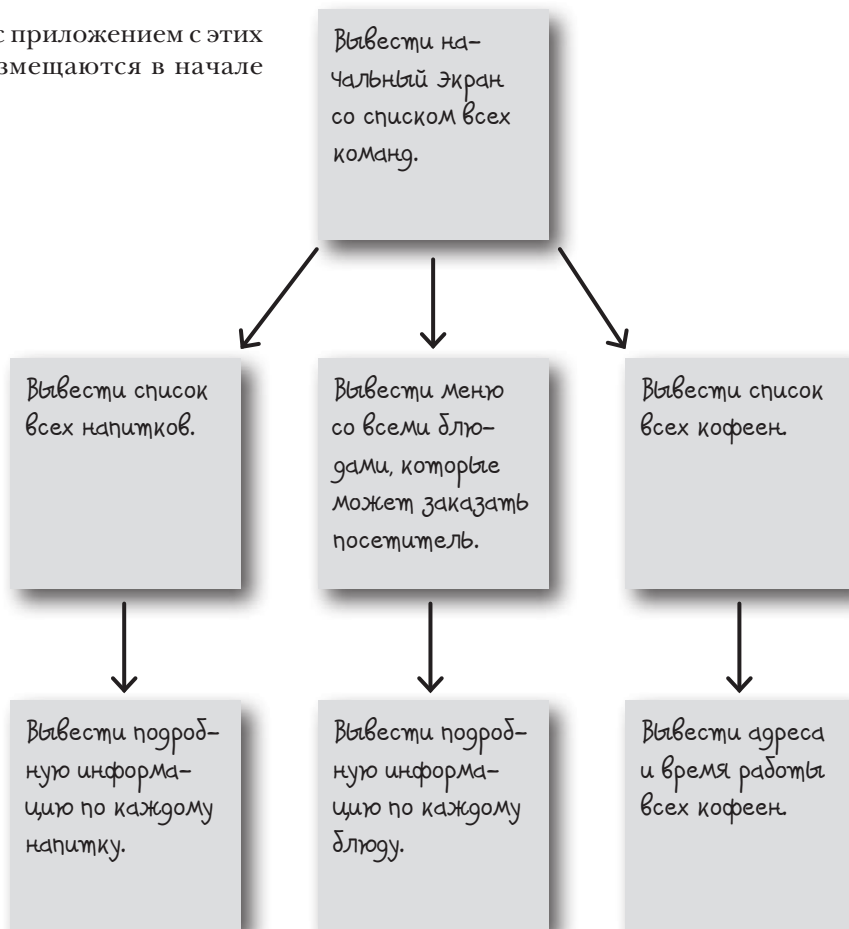 с приложением с этих
змещаются в начале
Вывести на-
чальный экран
со списком всех
команд.
Вывести список
всех напитков.
Вывести меню
со всеми блю-
дами, которые
может заказать
посетитель.
Вывести список
всех кофеен.
Вывести подроб-
ную информа-
цию по каждому
напитку.
Вывести подроб-
ную информа-
цию по каждому
блюду.
Вывести адреса
и время работы
всех кофеен.